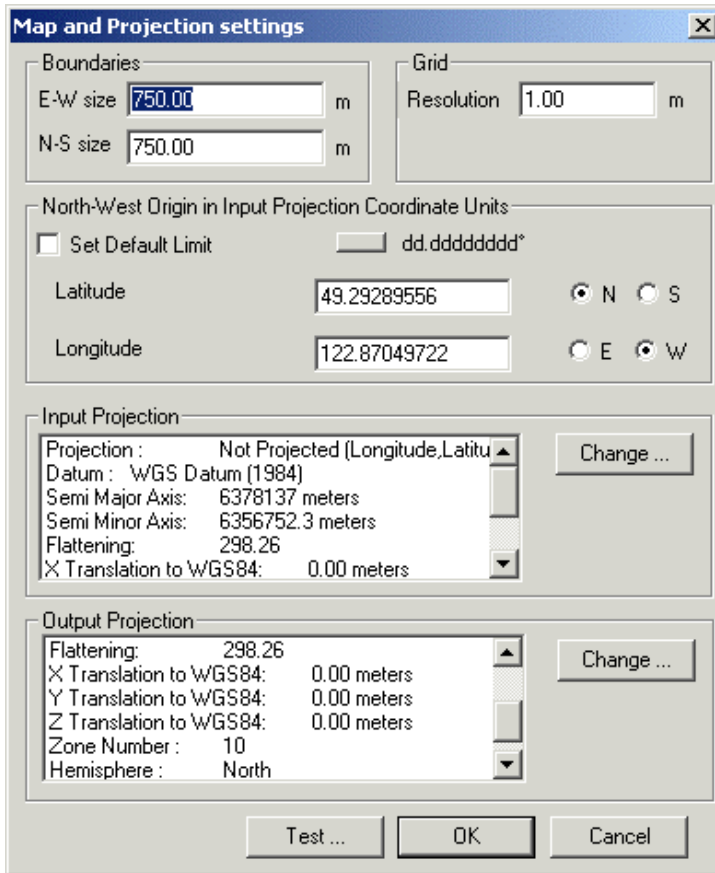 Map and Projection settings
Boundaries
E-W size 750.00 m
N-S size 750.00 m
Grid
Resolution 1.00 m
North-West Origin in Input Projection Coordinate Units
Set Default Limit dd.dddddddd°
Latitude 49.29289556 N S
Longitude 122.87049722 E W
Input Projection
Projection : Not Projected (Longitude,Latitu
Datum : WGS Datum (1984)
Semi Major Axis: 6378137 meters
Semi Minor Axis: 6356752.3 meters
Flattening: 298.26
X Translation to WGS84: 0.00 meters
Change ...
Output Projection
Flattening: 298.26
X Translation to WGS84: 0.00 meters
Y Translation to WGS84: 0.00 meters
Z Translation to WGS84: 0.00 meters
Zone Number : 10
Hemisphere : North
Change ...
Test ... OK Cancel